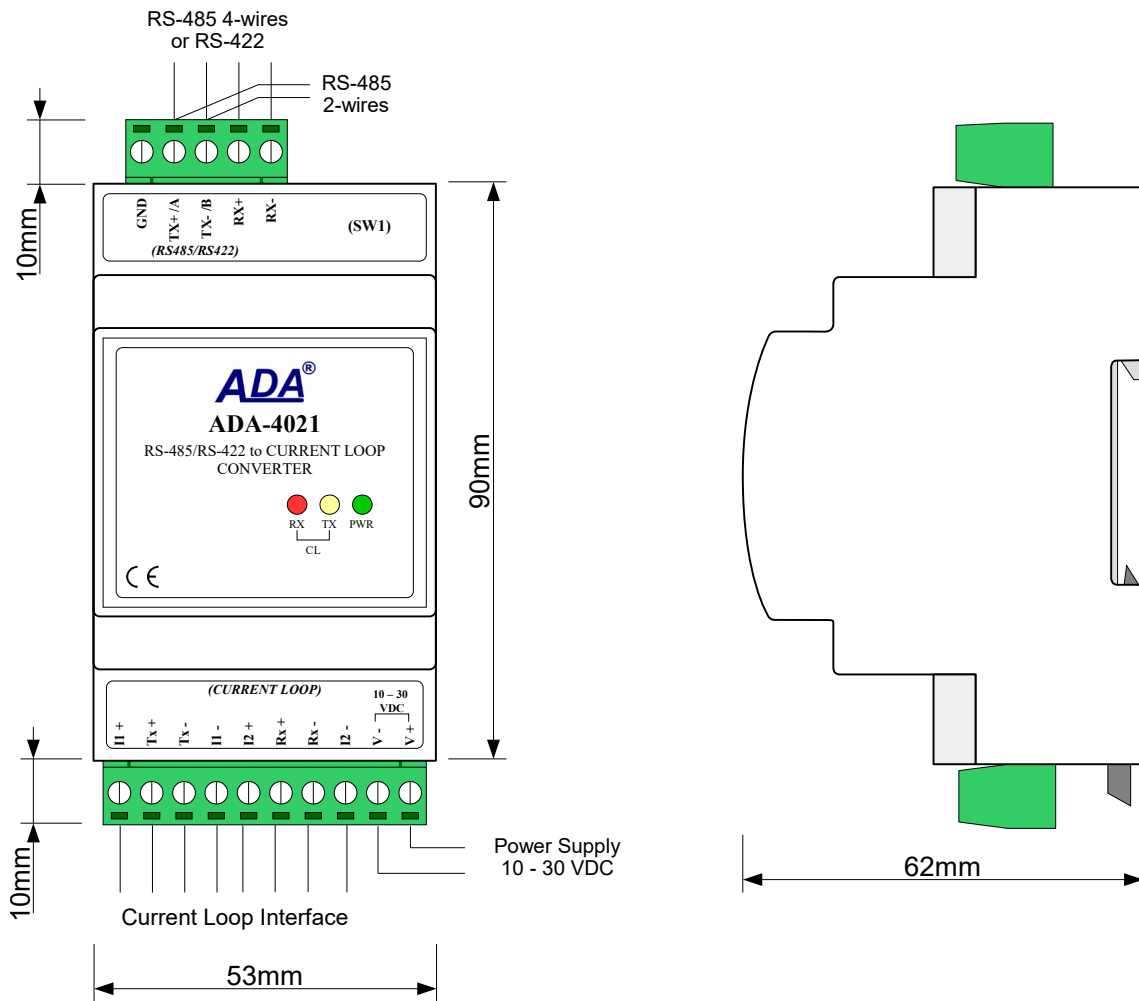 RS-485 4-wires
or RS-422
RS-485
2-wires
10mm
GND
TX+ /A
TX- /B
RX+
RX-
(SW1)
(RS485/RS422)
ADA®
ADA-4021
RS-485/RS-422 to CURRENT LOOP
CONVERTER
RX TX PWR
CL
CE
90mm
(CURRENT LOOP)
10 – 30
VDC
I1 +
Tx +
Tx -
I1 -
I2 +
Rx +
Rx -
I2 -
V -
V +
10mm
Power Supply
10 - 30 VDC
Current Loop Interface
53mm
62mm